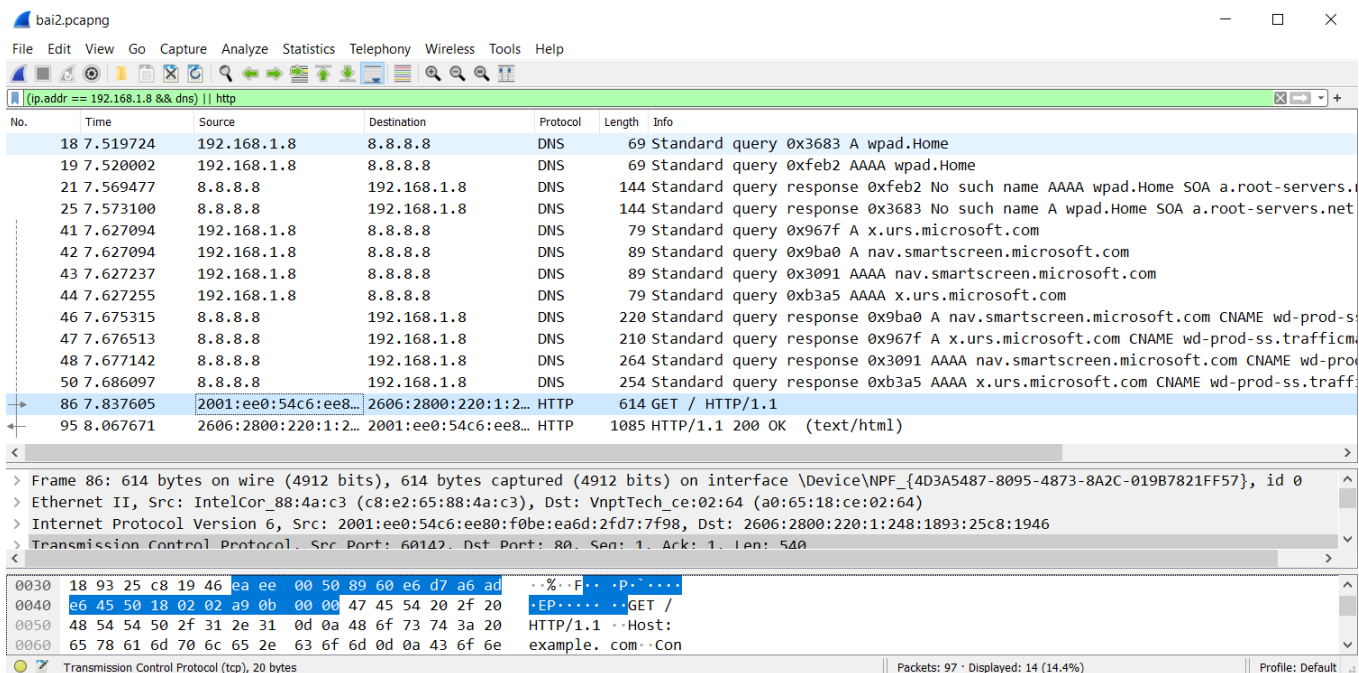 bai2.pcapng
File Edit View Go Capture Analyze Statistics Telephony Wireless Tools Help
(ip.addr == 192.168.1.8 && dns) || http
No. Time Source Destination Protocol Length Info
18 7.519724 192.168.1.8 8.8.8.8 DNS 69 Standard query 0x3683 A wpad.Home
19 7.520002 192.168.1.8 8.8.8.8 DNS 69 Standard query 0xfeb2 AAAA wpad.Home
21 7.569477 8.8.8.8 192.168.1.8 DNS 144 Standard query response 0xfeb2 No such name AAAA wpad.Home SOA a.root-servers.
25 7.573100 8.8.8.8 192.168.1.8 DNS 144 Standard query response 0x3683 No such name A wpad.Home SOA a.root-servers.net
41 7.627094 192.168.1.8 8.8.8.8 DNS 79 Standard query 0x967f A x.urs.microsoft.com
42 7.627094 192.168.1.8 8.8.8.8 DNS 89 Standard query 0x9ba0 A nav.smartscreen.microsoft.com
43 7.627237 192.168.1.8 8.8.8.8 DNS 89 Standard query 0x3091 AAAA nav.smartscreen.microsoft.com
44 7.627255 192.168.1.8 8.8.8.8 DNS 79 Standard query 0xb3a5 AAAA x.urs.microsoft.com
46 7.675315 8.8.8.8 192.168.1.8 DNS 220 Standard query response 0x9ba0 A nav.smartscreen.microsoft.com CNAME wd-prod-s
47 7.676513 8.8.8.8 192.168.1.8 DNS 210 Standard query response 0x967f A x.urs.microsoft.com CNAME wd-prod-ss.trafficm
48 7.677142 8.8.8.8 192.168.1.8 DNS 264 Standard query response 0x3091 AAAA nav.smartscreen.microsoft.com CNAME wd-pro
50 7.686097 8.8.8.8 192.168.1.8 DNS 254 Standard query response 0xb3a5 AAAA x.urs.microsoft.com CNAME wd-prod-ss.traff
86 7.837605 2001:ee0:54c6:ee8… 2606:2800:220:1:2… HTTP 614 GET / HTTP/1.1
95 8.067671 2606:2800:220:1:2… 2001:ee0:54c6:ee8… HTTP 1085 HTTP/1.1 200 OK (text/html)
Frame 86: 614 bytes on wire (4912 bits), 614 bytes captured (4912 bits) on interface \Device\NPF_{4D3A5487-8095-4873-8A2C-019B7821FF57}, id 0
Ethernet II, Src: IntelCor_88:4a:c3 (c8:e2:65:88:4a:c3), Dst: VnptTech_ce:02:64 (a0:65:18:ce:02:64)
Internet Protocol Version 6, Src: 2001:ee0:54c6:ee80:f0be:ea6d:2fd7:7f98, Dst: 2606:2800:220:1:248:1893:25c8:1946
Transmission Control Protocol, Src Port: 60142, Dst Port: 80, Seq: 1, Ack: 1, Len: 540
0030 18 93 25 c8 19 46 ea ee 00 50 89 60 e6 d7 a6 ad ··%··F·· ·P·`····
0040 e6 45 50 18 02 02 a9 0b 00 00 47 45 54 20 2f 20 ·EP····· ··GET /
0050 48 54 54 50 2f 31 2e 31 0d 0a 48 6f 73 74 3a 20 HTTP/1.1 ··Host:
0060 65 78 61 6d 70 6c 65 2e 63 6f 6d 0d 0a 43 6f 6e example. com··Con
Transmission Control Protocol (tcp), 20 bytes Packets: 97 · Displayed: 14 (14.4%) Profile: Default